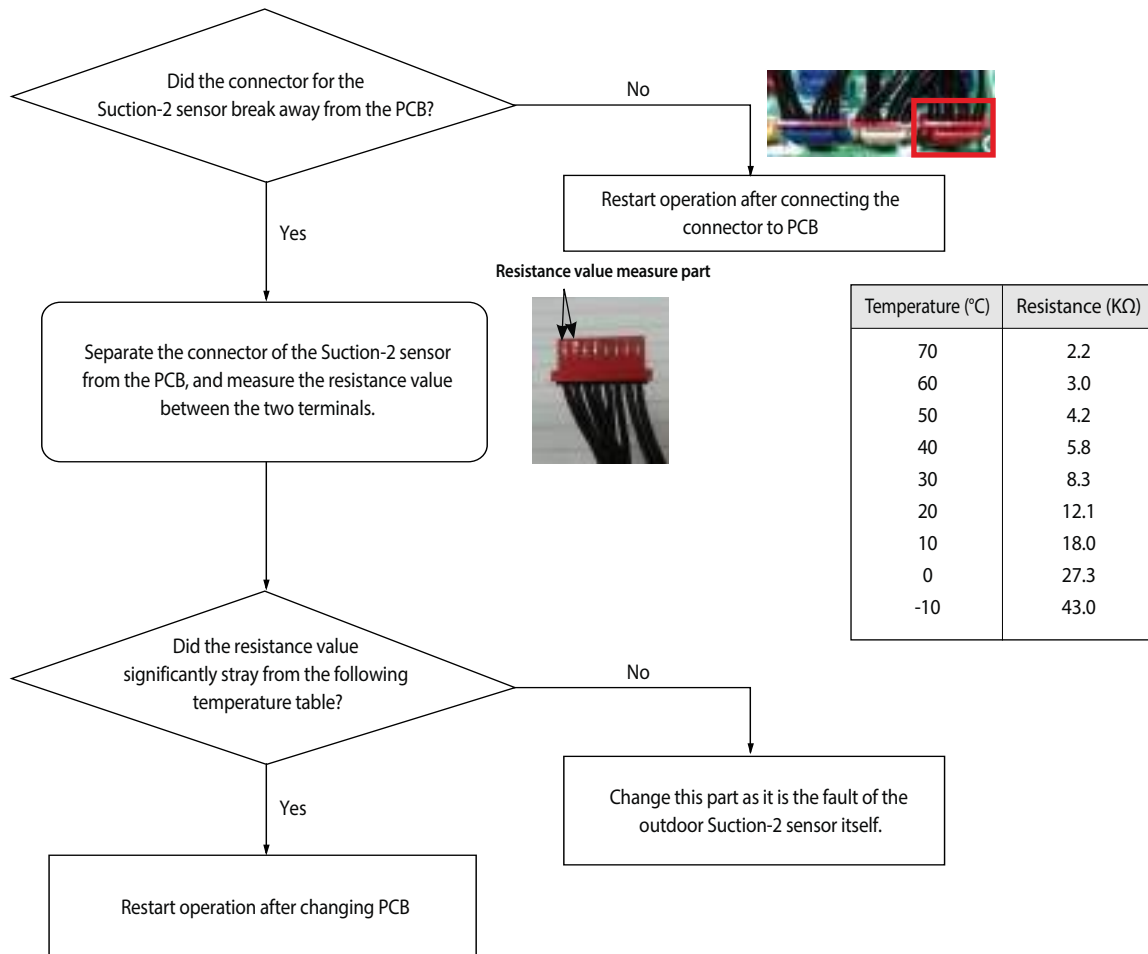 Did the connector for the
Suction-2 sensor break away from the PCB?
No
Restart operation after connecting the
connector to PCB
Yes
Resistance value measure part
Separate the connector of the Suction-2 sensor
from the PCB, and measure the resistance value
between the two terminals.
Temperature (°C) Resistance (KΩ)
70 2.2
60 3.0
50 4.2
40 5.8
30 8.3
20 12.1
10 18.0
0 27.3
-10 43.0
Did the resistance value
significantly stray from the following
temperature table?
No
Change this part as it is the fault of the
outdoor Suction-2 sensor itself.
Yes
Restart operation after changing PCB